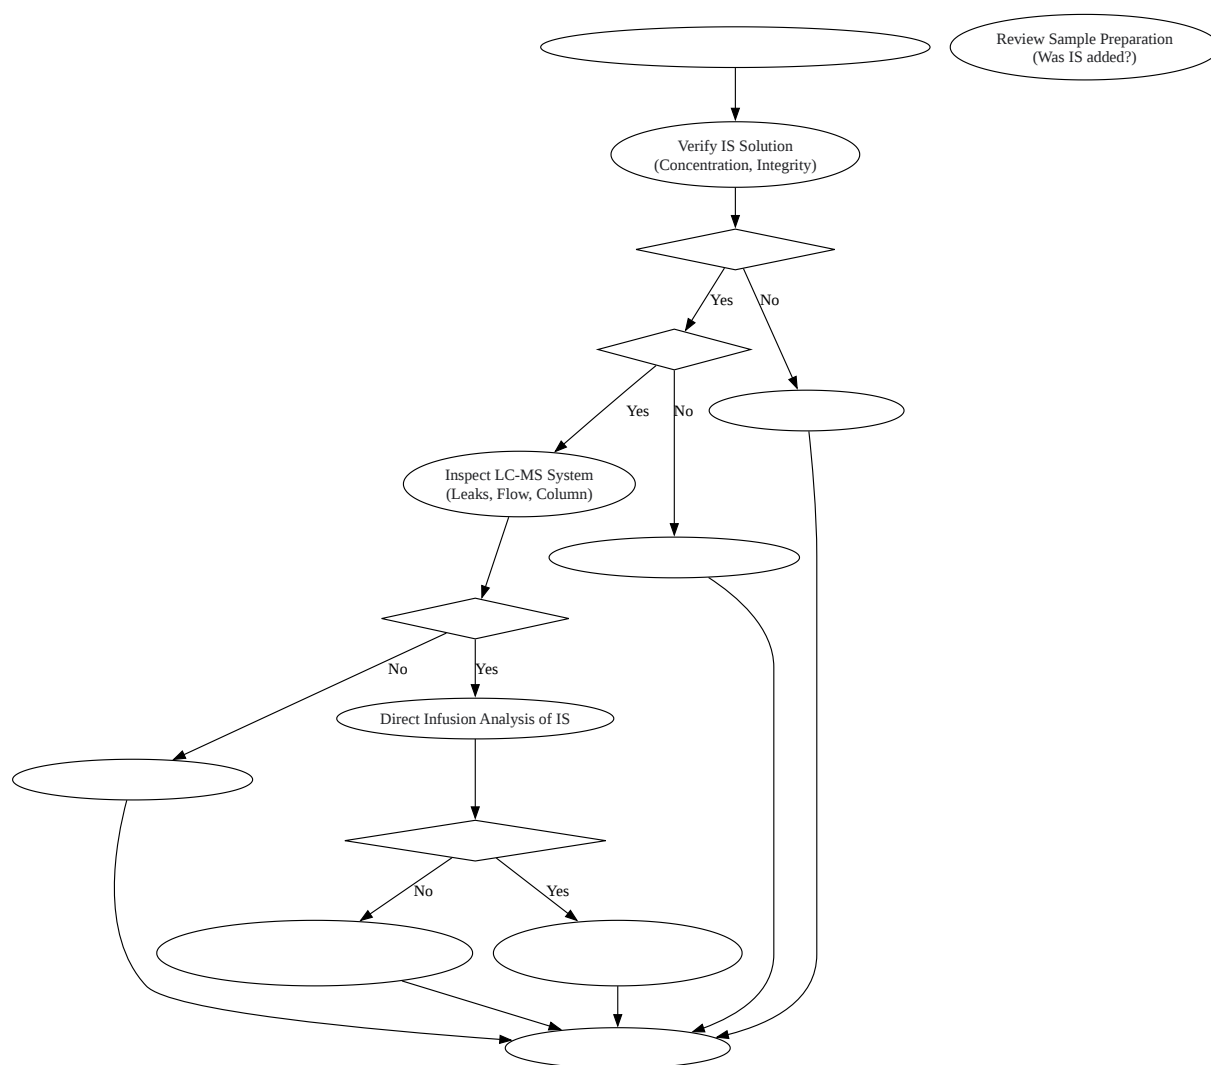 Review Sample Preparation
(Was IS added?)
Verify IS Solution
(Concentration, Integrity)
Yes
No
Yes
No
Inspect LC-MS System
(Leaks, Flow, Column)
No
Yes
Direct Infusion Analysis of IS
No
Yes